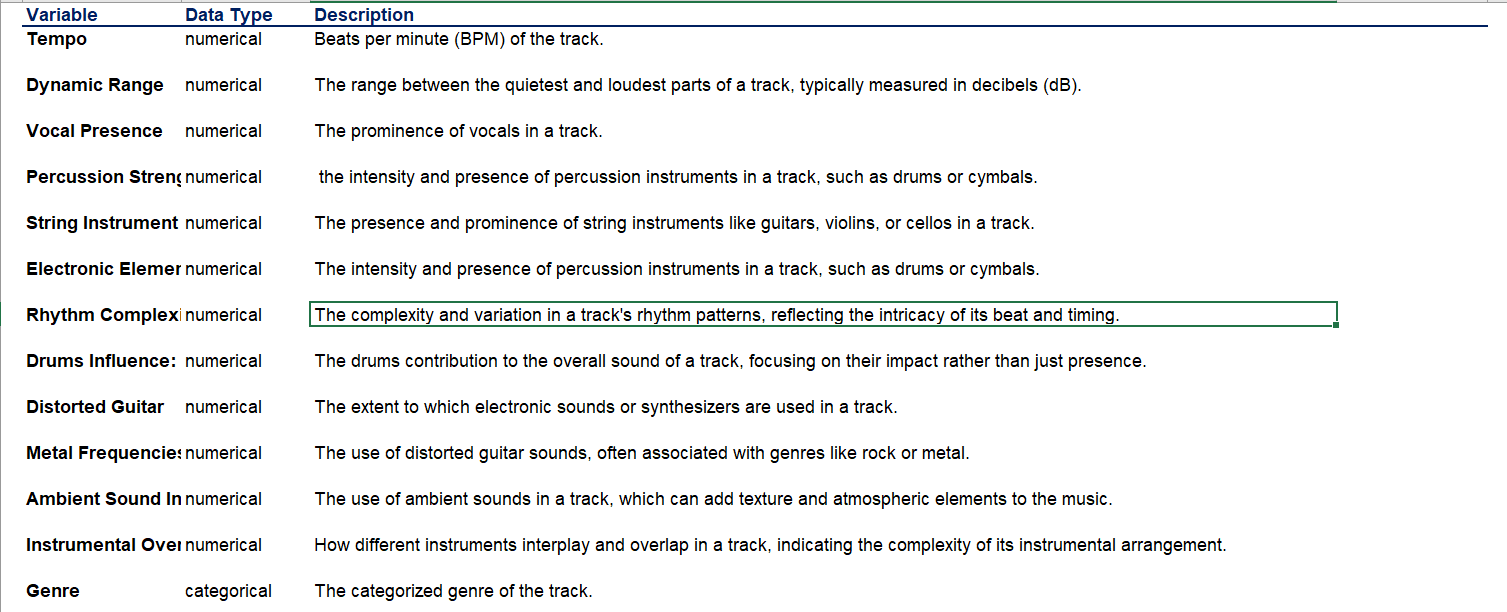 Variable Data Type Description
Tempo numerical Beats per minute (BPM) of the track.
Dynamic Range numerical The range between the quietest and loudest parts of a track, typically measured in decibels (dB).
Vocal Presence numerical The prominence of vocals in a track.
Percussion Streng numerical the intensity and presence of percussion instruments in a track, such as drums or cymbals.
String Instrument numerical The presence and prominence of string instruments like guitars, violins, or cellos in a track.
Electronic Elemen numerical The intensity and presence of percussion instruments in a track, such as drums or cymbals.
Rhythm Complexi numerical The complexity and variation in a track's rhythm patterns, reflecting the intricacy of its beat and timing.
Drums Influence: numerical The drums contribution to the overall sound of a track, focusing on their impact rather than just presence.
Distorted Guitar numerical The extent to which electronic sounds or synthesizers are used in a track.
Metal Frequencies numerical The use of distorted guitar sounds, often associated with genres like rock or metal.
Ambient Sound In numerical The use of ambient sounds in a track, which can add texture and atmospheric elements to the music.
Instrumental Over numerical How different instruments interplay and overlap in a track, indicating the complexity of its instrumental arrangement.
Genre categorical The categorized genre of the track.